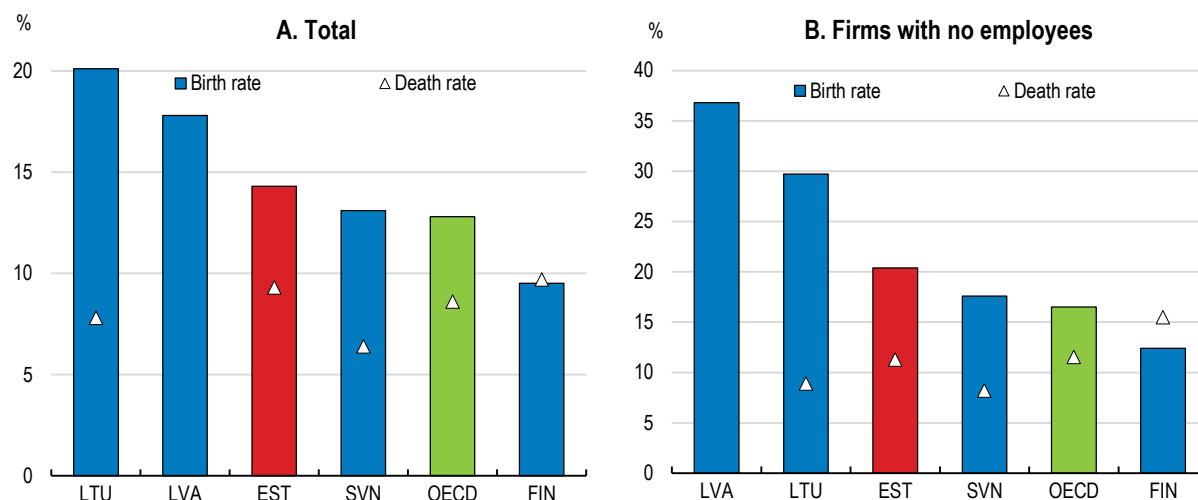 A. Total
%
Birth rate
Death rate
20
15
10
5
0
LTU LVA EST SVN OECD FIN
B. Firms with no employees
%
Birth rate
Death rate
40
35
30
25
20
15
10
5
0
LVA LTU EST SVN OECD FIN